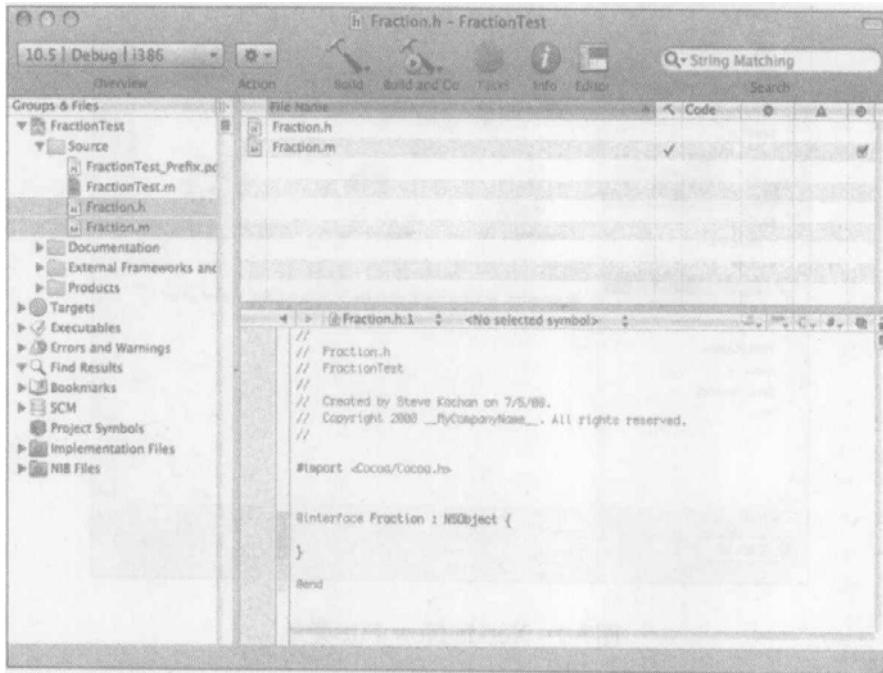 h Fraction.h - FractionTest
10.5 | Debug | i386
Overview
Action
Build
Build and Go
Tasks
Info
Editor
String Matching
Search
Groups & Files
File Name
Code
FractionTest
Source
FractionTest_Prefix.pc
FractionTest.m
Fraction.h
Fraction.m
Documentation
External Frameworks and
Products
Targets
Executables
Errors and Warnings
Find Results
Bookmarks
SCM
Project Symbols
Implementation Files
NIB Files
Fraction.h
Fraction.m
Fraction.h:1 <No selected symbol>
//
// Fraction.h
// FractionTest
//
// Created by Steve Kochan on 7/5/08.
// Copyright 2008 __MyCompanyName__. All rights reserved.
//
#import <Cocoa/Cocoa.h>
@interface Fraction : NSObject {
}
@end